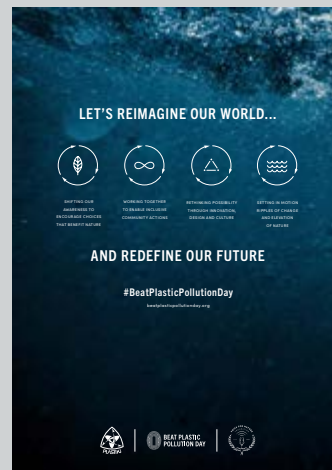 LET'S REIMAGINE OUR WORLD...
SHIFTING OUR
AWARENESS TO
ENCOURAGE CHOICES
THAT BENEFIT NATURE
WORKING TOGETHER
TO ENABLE INCLUSIVE
COMMUNITY ACTIONS
RETHINKING POSSIBILITY
THROUGH INNOVATION,
DESIGN AND CULTURE
SETTING IN MOTION
RIPPLES OF CHANGE
AND ELEVATION
OF NATURE
AND REDEFINE OUR FUTURE
#BeatPlasticPollutionDay
beatplasticpollutionday.org
BEAT PLASTIC
POLLUTION DAY